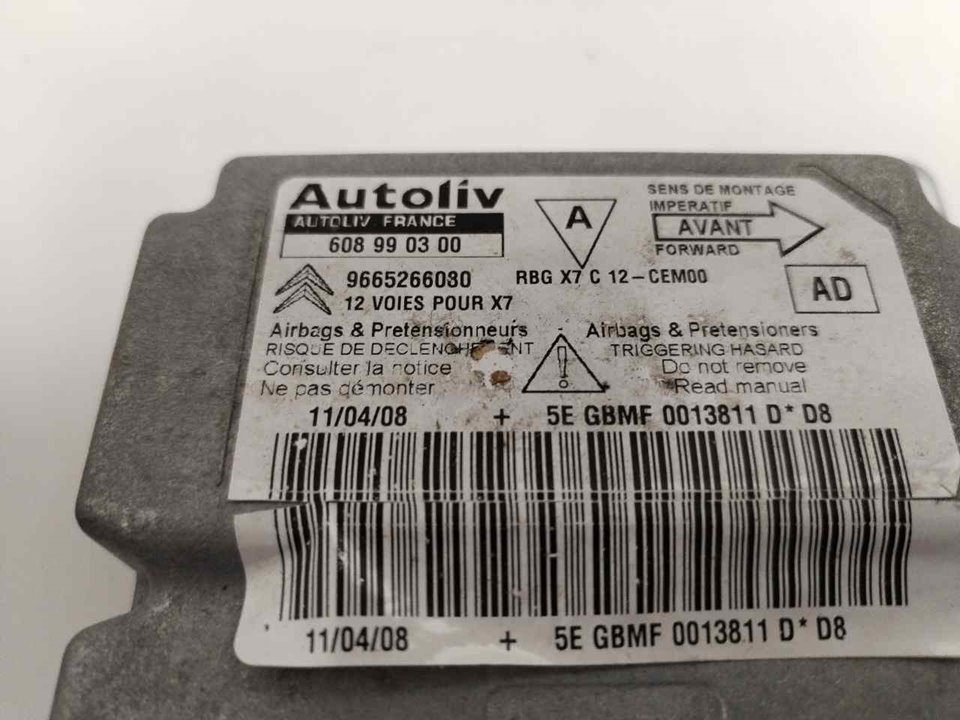 Autoliv
AUTOLIV FRANCE
608 99 03 00
A
SENS DE MONTAGE
IMPERATIF
AVANT
FORWARD
9665266080
RBG X7 C 12-CEM00
12 VOIES POUR X7
AD
Airbags & Pretensionneurs - Airbags & Pretensioners
RISQUE DE DECLENCHEMENT
TRIGGERING HASARD
Consulter la notice
Do not remove
Ne pas démonter
Read manual
11/04/08 + 5E GBMF 0013811 D* D8
11/04/08 + 5E GBMF 0013811 D* D8